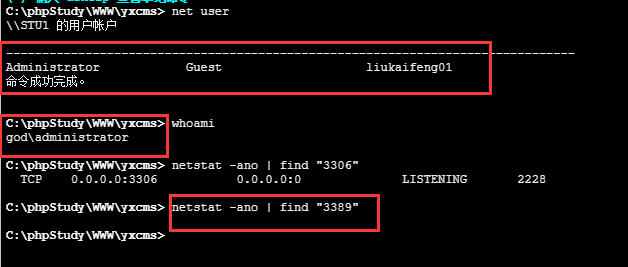 C:\phpStudy\WWW\yxcms> net user
\\STU1 的用户帐户
-------------------------------------------------------------------------------
Administrator Guest liukaifeng01
命令成功完成。
C:\phpStudy\WWW\yxcms> whoami
god\administrator
C:\phpStudy\WWW\yxcms> netstat -ano | find "3306"
TCP 0.0.0.0:3306 0.0.0.0:0 LISTENING 2228
C:\phpStudy\WWW\yxcms> netstat -ano | find "3389"
C:\phpStudy\WWW\yxcms>